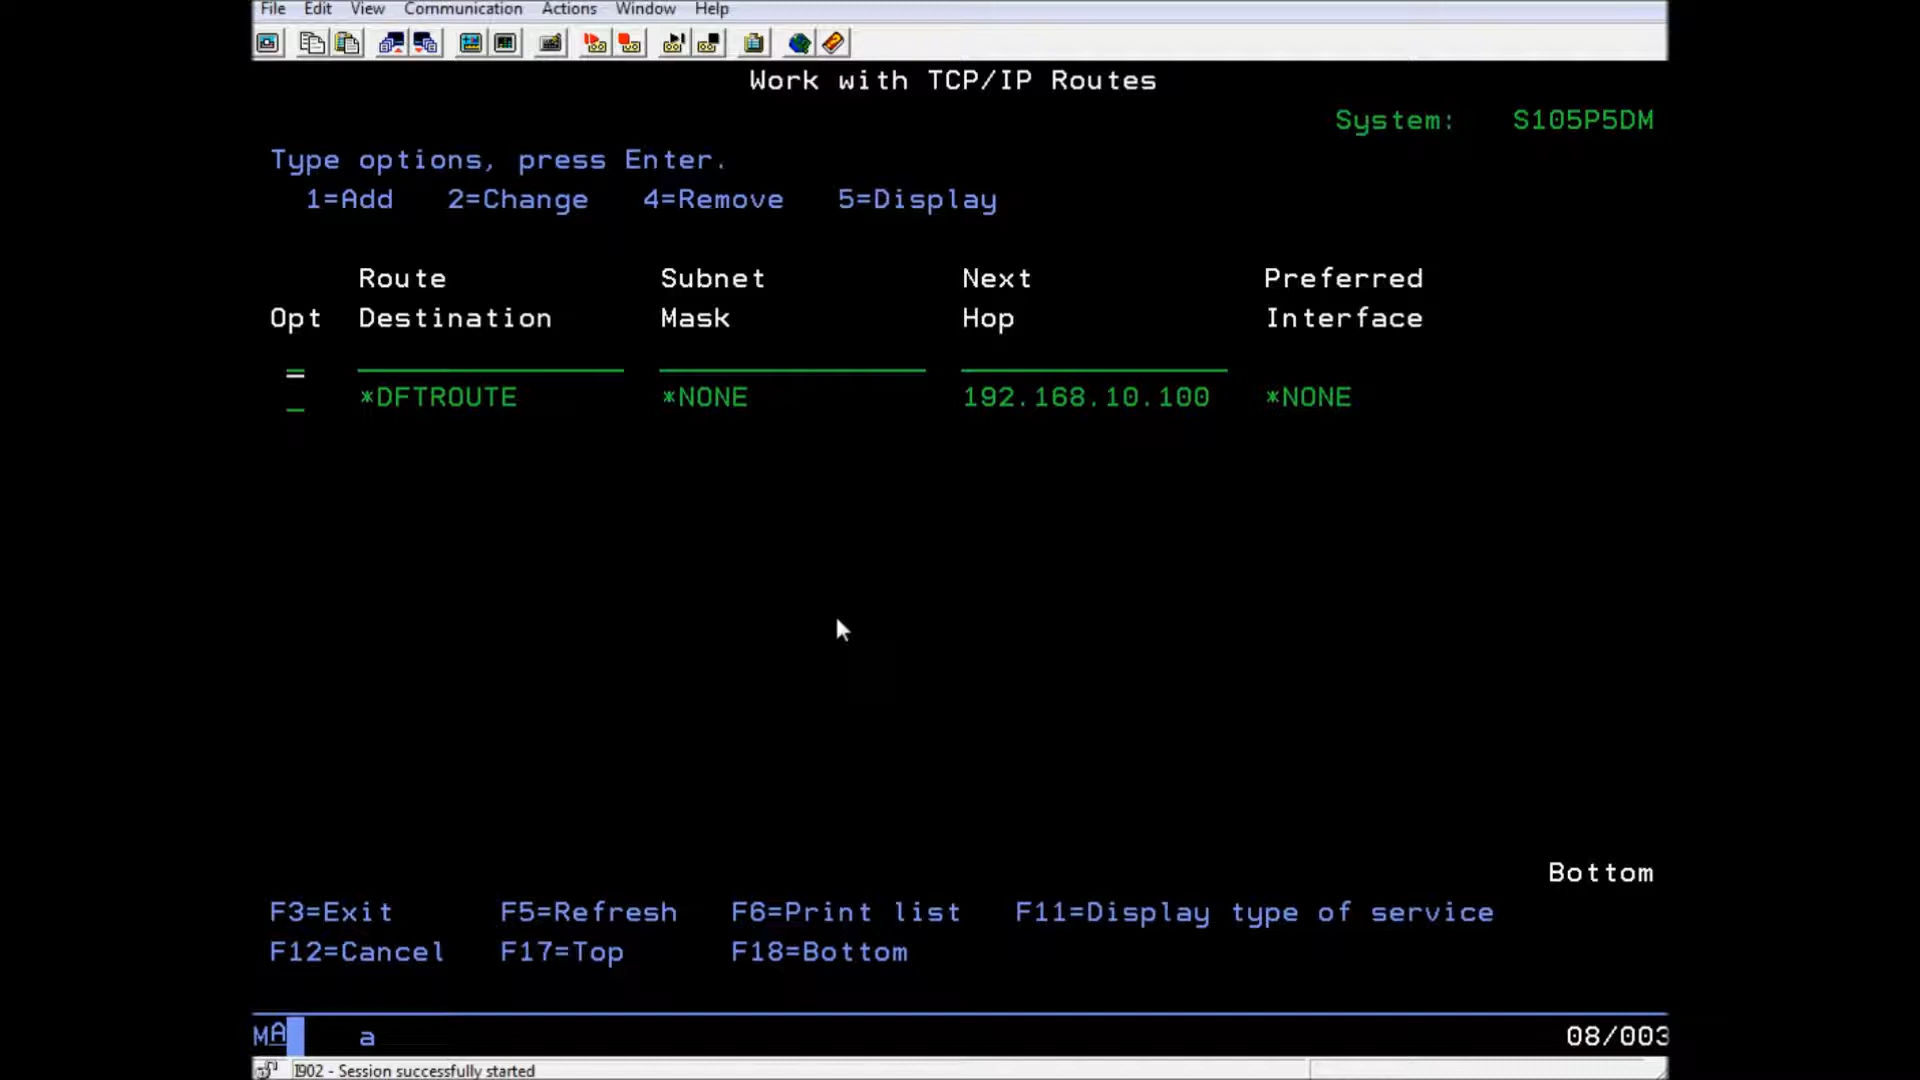 File Edit View Communication Actions Window Help
Work with TCP/IP Routes
System: S105P5DM
Type options, press Enter.
1=Add 2=Change 4=Remove 5=Display
Route Subnet Next Preferred
Opt Destination Mask Hop Interface
*DFTROUTE *NONE 192.168.10.100 *NONE
Bottom
F3=Exit F5=Refresh F6=Print list F11=Display type of service
F12=Cancel F17=Top F18=Bottom
MA a 08/003
I902 - Session successfully started